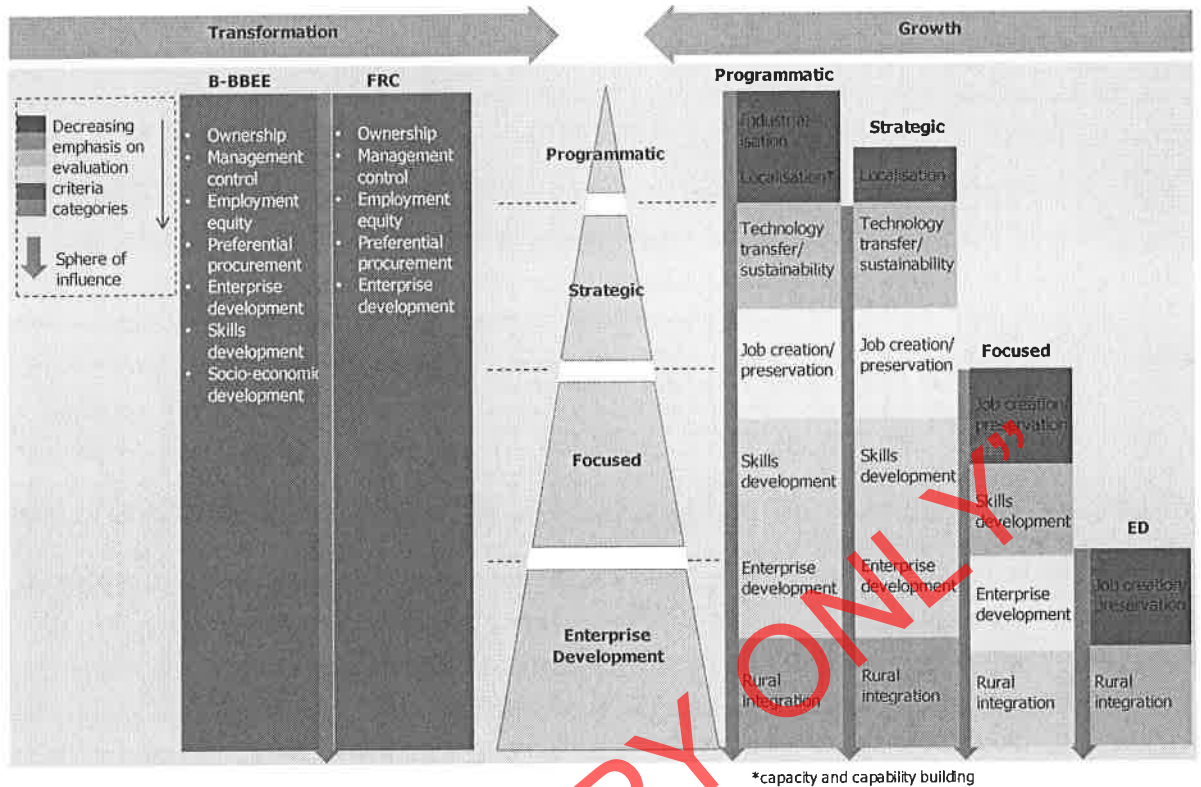 Transformation
Growth
Decreasing
emphasis on
evaluation
criteria
categories
Sphere of
influence
B-BBEE
• Ownership
• Management
control
• Employment
equity
• Preferential
procurement
• Enterprise
development
• Skills
development
• Socio-economic
development
FRC
• Ownership
• Management
control
• Employment
equity
• Preferential
procurement
• Enterprise
development
Programmatic
Strategic
Focused
Enterprise
Development
Programmatic
Industrial-
isation
Localisation*
Technology
transfer/
sustainability
Job creation/
preservation
Skills
development
Enterprise
development
Rural
integration
Strategic
Localisation
Technology
transfer/
sustainability
Job creation/
preservation
Skills
development
Enterprise
development
Rural
integration
Focused
Job creation/
preservation
Skills
development
Enterprise
development
Rural
integration
ED
Job creation/
preservation
Rural
integration
*capacity and capability building
RY ONLY”